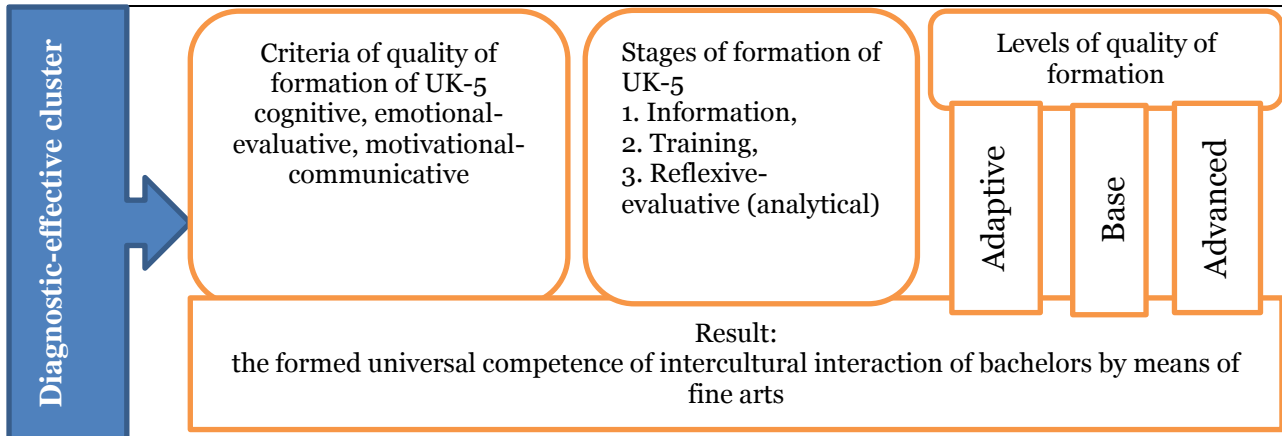 Diagnostic-effective cluster
Criteria of quality of
formation of UK-5
cognitive, emotional-
evaluative, motivational-
communicative
Stages of formation of
UK-5
1. Information,
2. Training,
3. Reflexive-
evaluative (analytical)
Levels of quality of
formation
Adaptive
Base
Advanced
Result:
the formed universal competence of intercultural interaction of bachelors by means of
fine arts